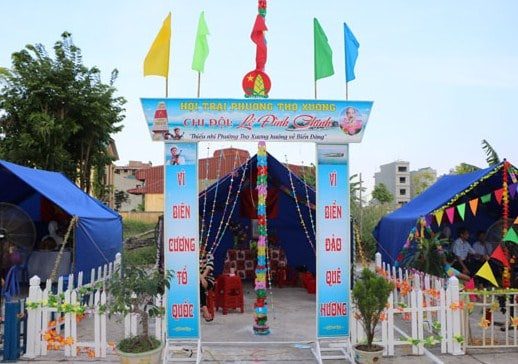 HỘI TRẠI PHƯỜNG THỌ XƯƠNG
CHI ĐỘI: Lê Đình Chinh
"Thiếu nhi Phường Thọ Xương hướng về Biển Đông"
VÌ
BIÊN
CƯƠNG
TỔ
QUỐC
VÌ
BIỂN
ĐẢO
QUÊ
HƯƠNG